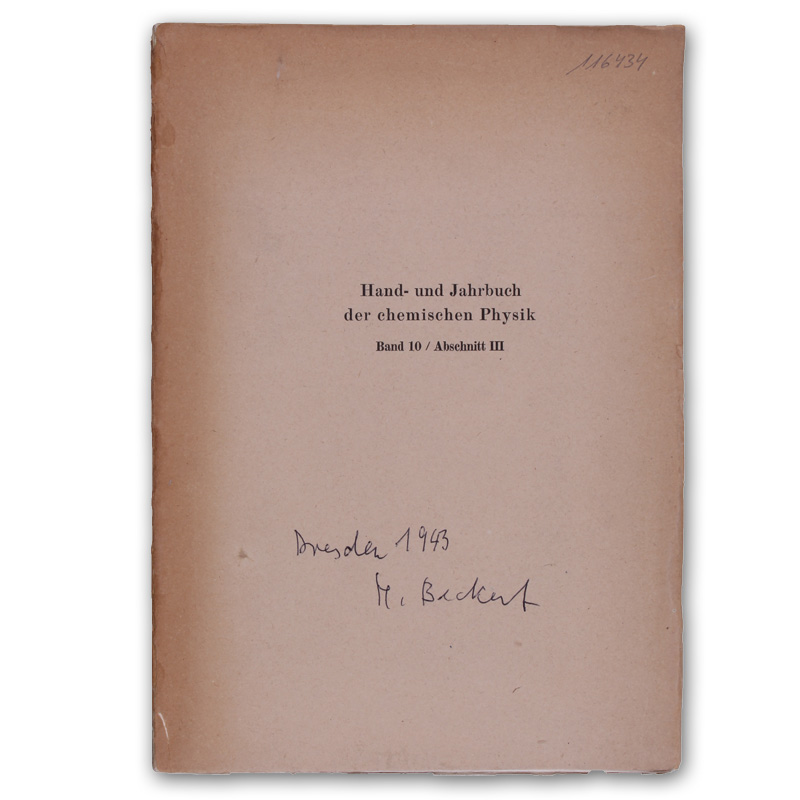 116434
Hand- und Jahrbuch
der chemischen Physik
Band 10 / Abschnitt III
Dresden 1943
M. Beckert